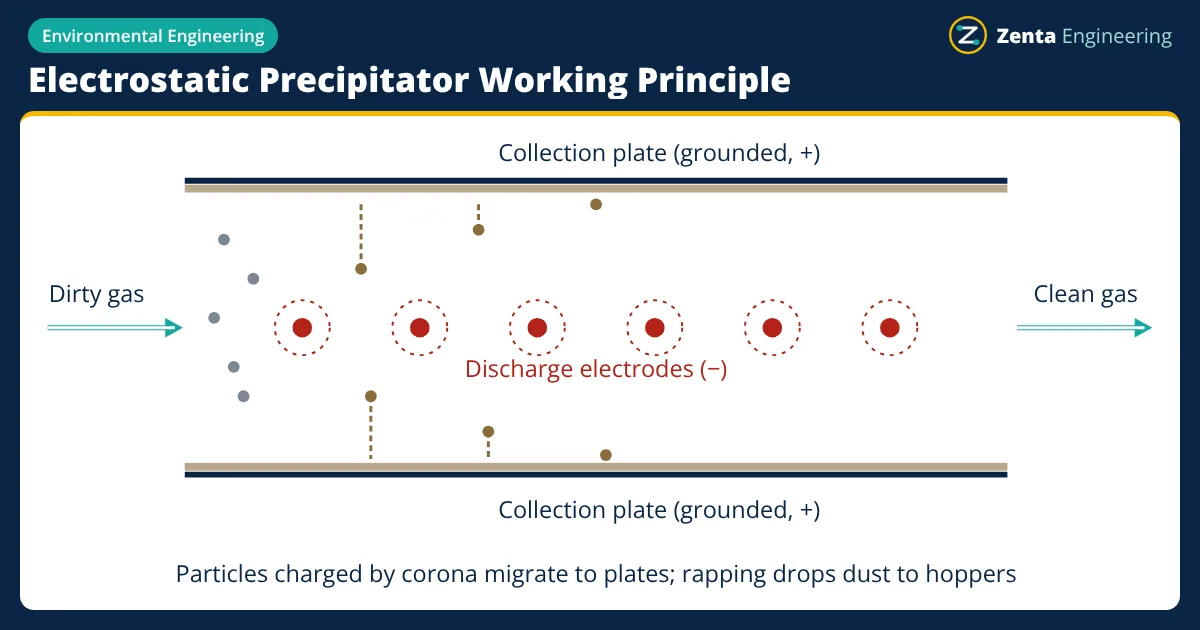 Environmental Engineering
Zenta Engineering
Electrostatic Precipitator Working Principle
Collection plate (grounded, +)
Dirty gas
Clean gas
Discharge electrodes (−)
Collection plate (grounded, +)
Particles charged by corona migrate to plates; rapping drops dust to hoppers